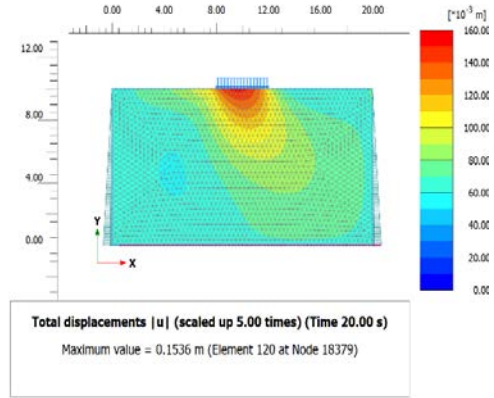 [*10⁻³ m]
0.00 4.00 8.00 12.00 16.00 20.00
12.00
8.00
4.00
0.00
Y
X
160.00
140.00
120.00
100.00
80.00
60.00
40.00
20.00
0.00
Total displacements |u| (scaled up 5.00 times) (Time 20.00 s)
Maximum value = 0.1536 m (Element 120 at Node 18379)